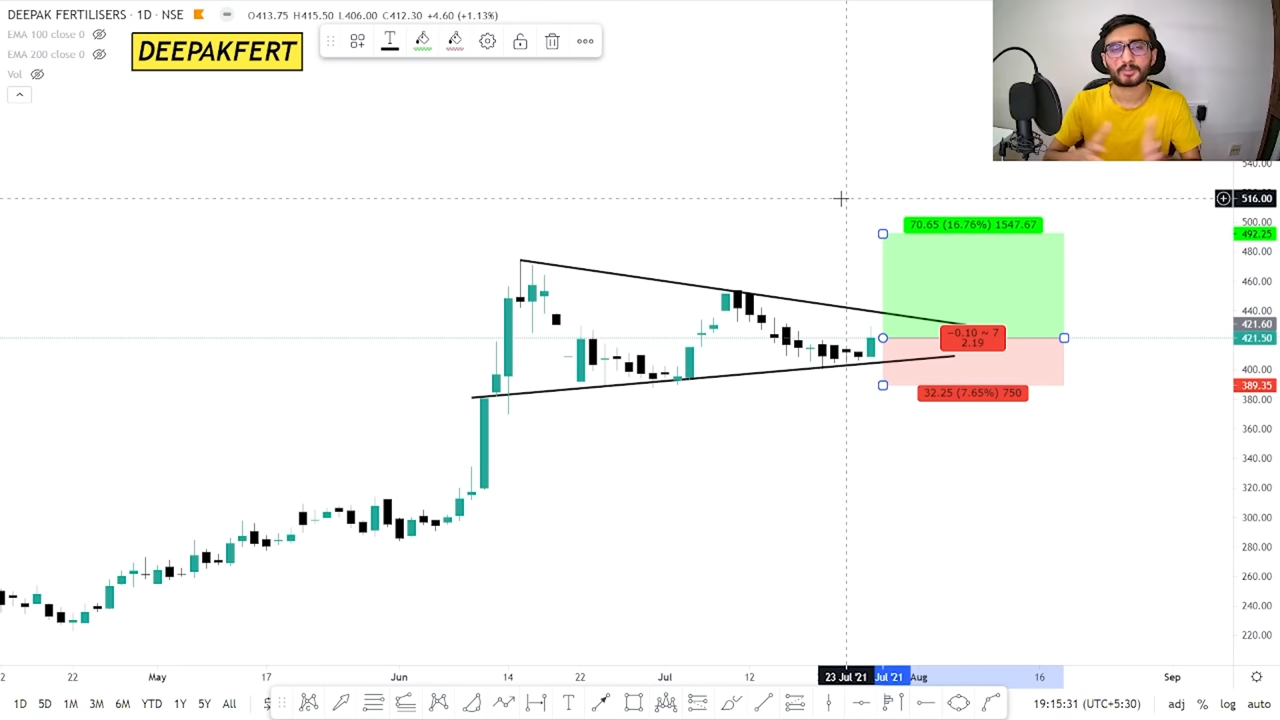 DEEPAK FERTILISERS · 1D · NSE O413.75 H415.50 L406.00 C412.30 +4.60 (+1.13%)
EMA 100 close 0
EMA 200 close 0
Vol
DEEPAKFERT
T
540.00
516.00
500.00
492.25
480.00
460.00
440.00
421.60
421.50
400.00
389.35
380.00
360.00
340.00
320.00
300.00
280.00
260.00
240.00
220.00
70.65 (16.76%) 1547.67
−0.10 ~ 7
2.19
32.25 (7.65%) 750
2 22 May 17 Jun 14 22 Jul 12 23 Jul '21 Jul '21 Aug 16 Sep
1D 5D 1M 3M 6M YTD 1Y 5Y All T 19:15:31 (UTC+5:30) adj % log auto